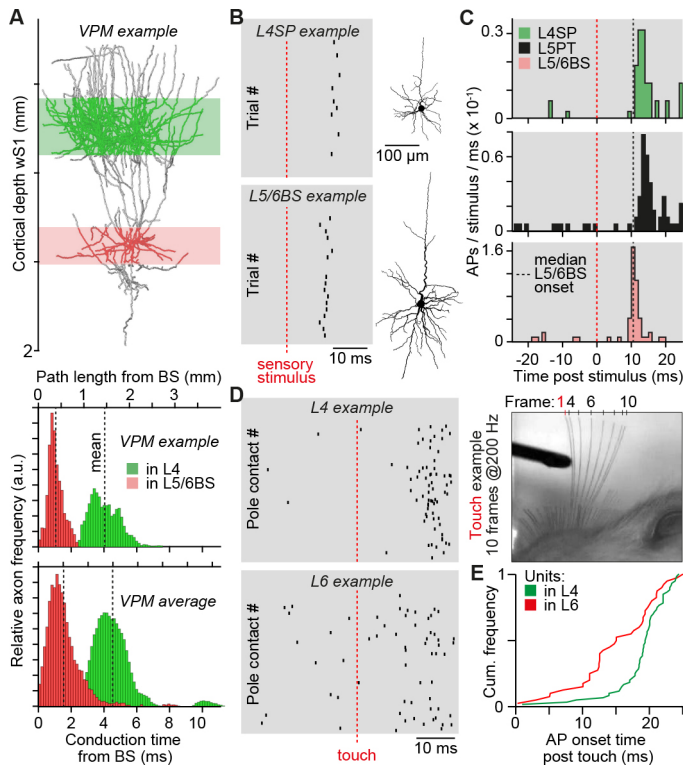 A
VPM example
Cortical depth wS1 (mm)
2
Path length from BS (mm)
0 1 2 3
VPM example
mean
in L4
in L5/6BS
Relative axon frequency (a.u.)
VPM average
0 2 4 6 8 10
Conduction time
from BS (ms)
B
L4SP example
Trial #
100 µm
L5/6BS example
Trial #
10 ms
sensory
stimulus
C
L4SP
L5PT
L5/6BS
0.3
0.6
1.6
APs / stimulus / ms (x 10⁻¹)
median
L5/6BS
onset
-20 -10 0 10 20
Time post stimulus (ms)
D
L4 example
Pole contact #
L6 example
Pole contact #
10 ms
touch
Frame: 1 4 6 10
Touch example
10 frames @200 Hz
E
Units:
in L4
in L6
1
0
Cum. frequency
0 25
AP onset time
post touch (ms)